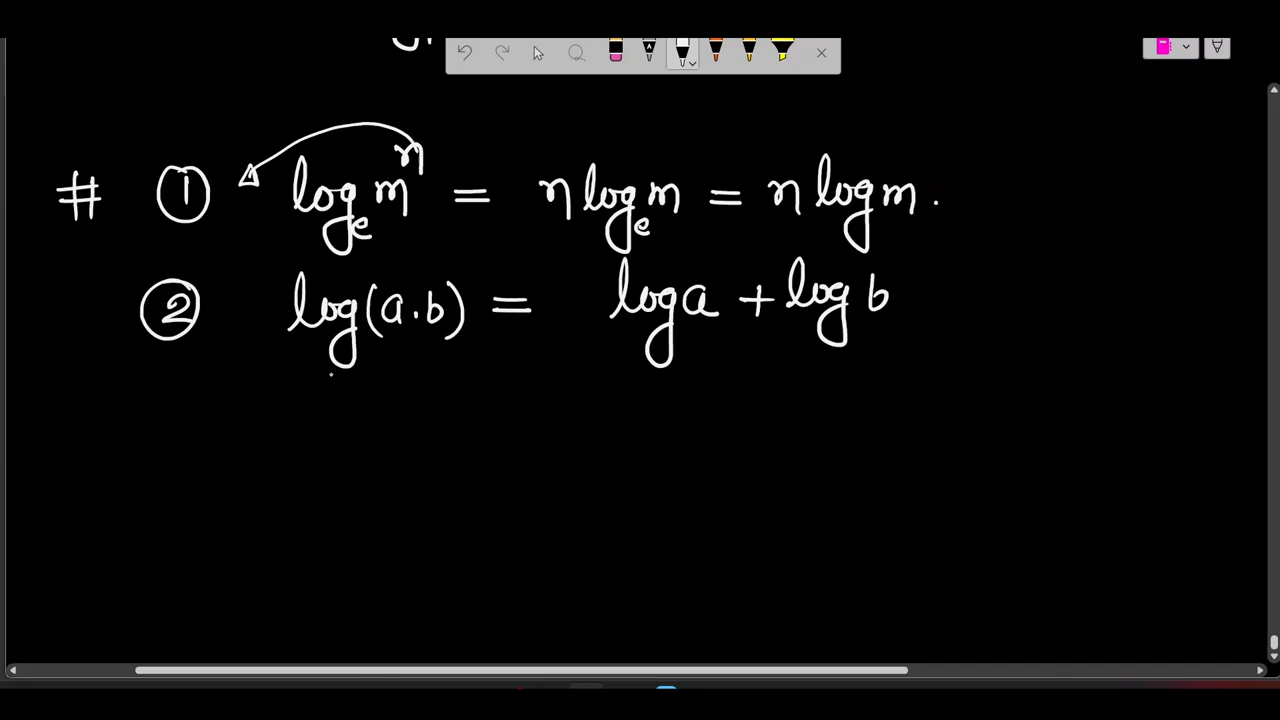 # ① logₑ mⁿ = n logₑ m = n log m.
② log(a.b) = log a + log b